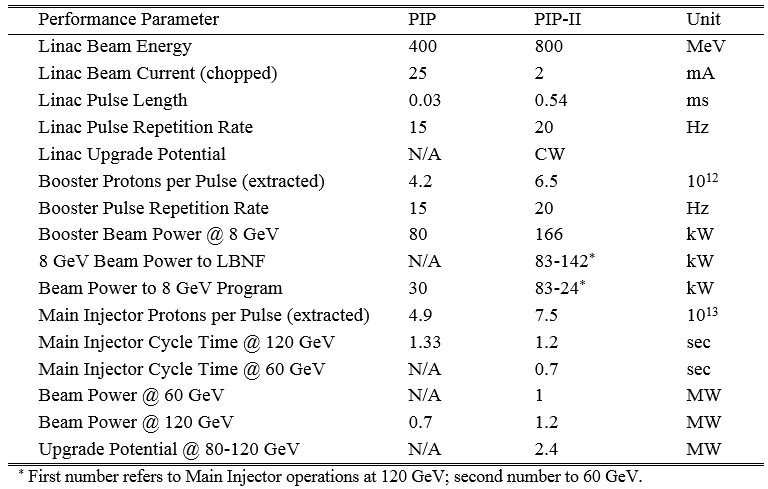 Performance Parameter PIP PIP-II Unit
Linac Beam Energy 400 800 MeV
Linac Beam Current (chopped) 25 2 mA
Linac Pulse Length 0.03 0.54 ms
Linac Pulse Repetition Rate 15 20 Hz
Linac Upgrade Potential N/A CW
Booster Protons per Pulse (extracted) 4.2 6.5 10¹²
Booster Pulse Repetition Rate 15 20 Hz
Booster Beam Power @ 8 GeV 80 166 kW
8 GeV Beam Power to LBNF N/A 83-142* kW
Beam Power to 8 GeV Program 30 83-24* kW
Main Injector Protons per Pulse (extracted) 4.9 7.5 10¹³
Main Injector Cycle Time @ 120 GeV 1.33 1.2 sec
Main Injector Cycle Time @ 60 GeV N/A 0.7 sec
Beam Power @ 60 GeV N/A 1 MW
Beam Power @ 120 GeV 0.7 1.2 MW
Upgrade Potential @ 80-120 GeV N/A 2.4 MW
* First number refers to Main Injector operations at 120 GeV; second number to 60 GeV.